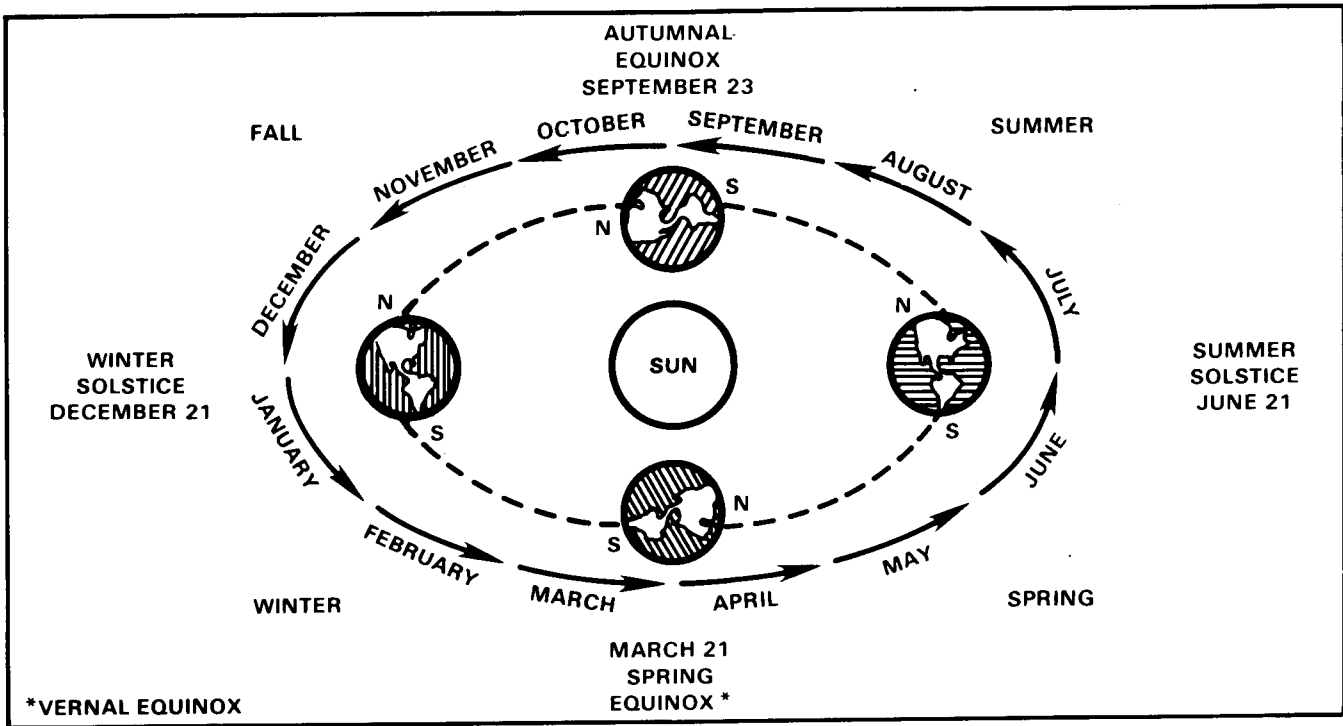 AUTUMNAL
EQUINOX
SEPTEMBER 23
FALL
OCTOBER
SEPTEMBER
SUMMER
NOVEMBER
AUGUST
S
N
DECEMBER
JULY
N
N
SUN
WINTER
SOLSTICE
DECEMBER 21
SUMMER
SOLSTICE
JUNE 21
JANUARY
S
S
JUNE
N
S
FEBRUARY
MAY
MARCH
APRIL
WINTER
SPRING
MARCH 21
SPRING
EQUINOX *
*VERNAL EQUINOX